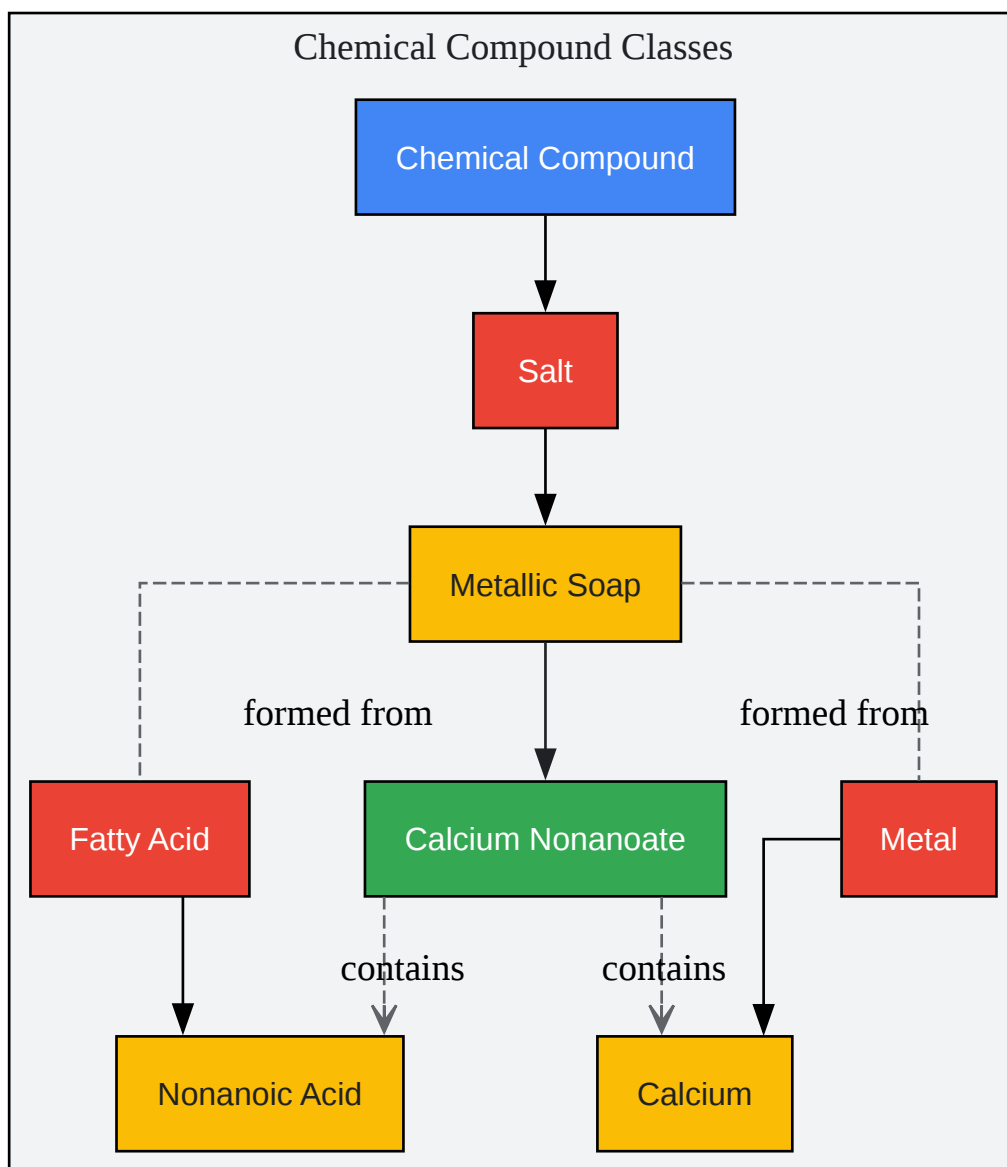 Chemical Compound Classes
Chemical Compound
Salt
Metallic Soap
formed from
formed from
Fatty Acid
Calcium Nonanoate
Metal
contains
contains
Nonanoic Acid
Calcium